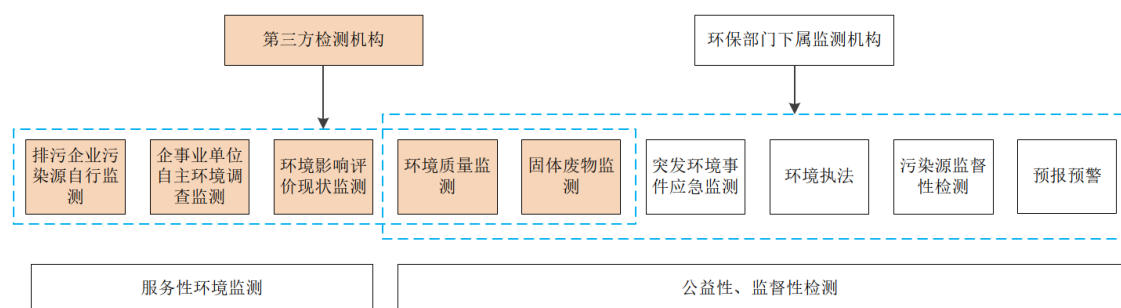 第三方检测机构
环保部门下属监测机构
排污企业污
染源自行监
测
企事业单位
自主环境调
查监测
环境影响评
价现状监测
环境质量监
测
固体废物监
测
突发环境事
件应急监测
环境执法
污染源监督
性检测
预报预警
服务性环境监测
公益性、监督性检测